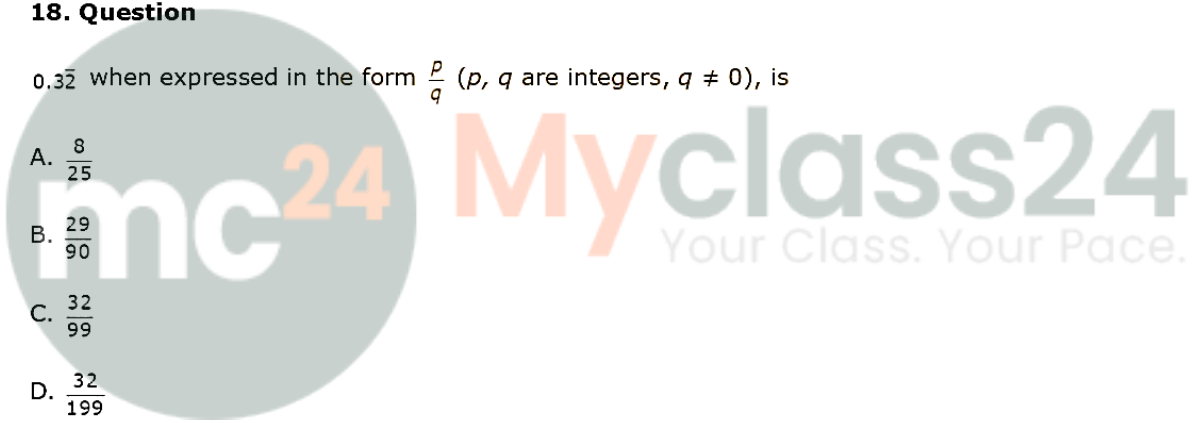 18. Question
0.32̅ when expressed in the form p/q (p, q are integers, q ≠ 0), is
A. 8/25
B. 29/90
C. 32/99
D. 32/199
mc24
Myclass24
Your Class. Your Pace.